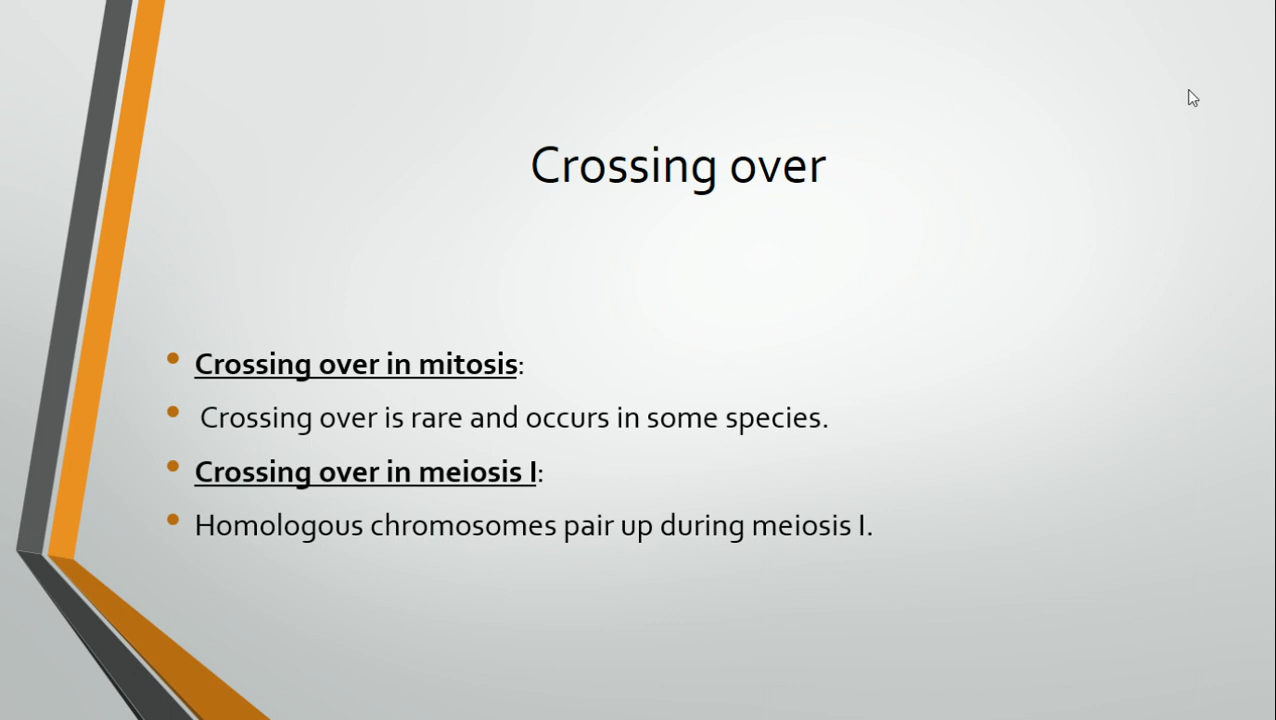 Crossing over
Crossing over in mitosis:
Crossing over is rare and occurs in some species.
Crossing over in meiosis I:
Homologous chromosomes pair up during meiosis I.